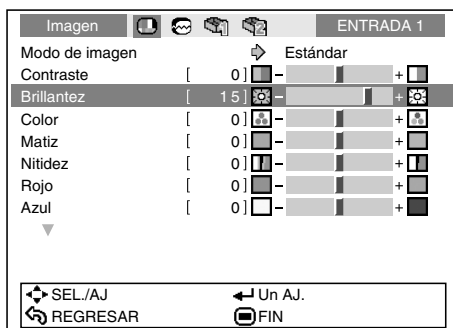 Imagen ENTRADA 1
Modo de imagen Estándar
Contraste [ 0] - +
Brillantez [ 15] - +
Color [ 0] - +
Matiz [ 0] - +
Nitidez [ 0] - +
Rojo [ 0] - +
Azul [ 0] - +
SEL./AJ Un AJ.
REGRESAR FIN